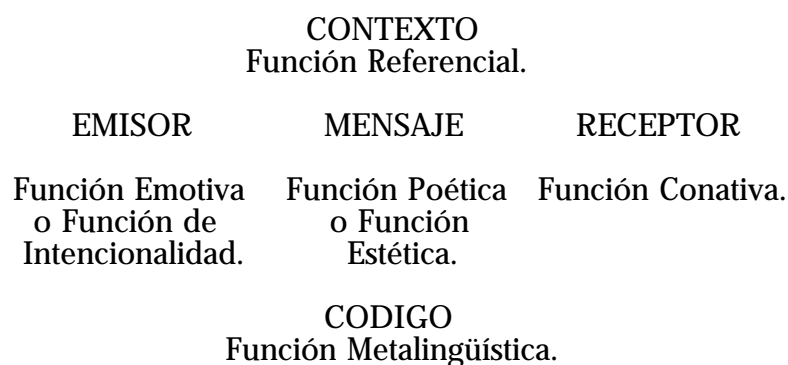 CONTEXTO
Función Referencial.
EMISOR MENSAJE RECEPTOR
Función Emotiva Función Poética Función Conativa.
o Función de o Función
Intencionalidad. Estética.
CODIGO
Función Metalingüística.